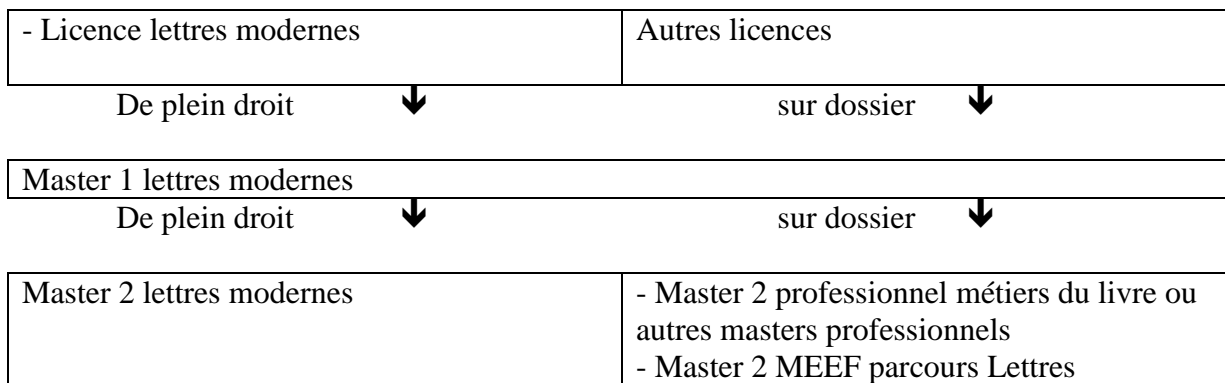 - Licence lettres modernes
Autres licences
De plein droit
sur dossier
Master 1 lettres modernes
De plein droit
sur dossier
Master 2 lettres modernes
- Master 2 professionnel métiers du livre ou
autres masters professionnels
- Master 2 MEEF parcours Lettres